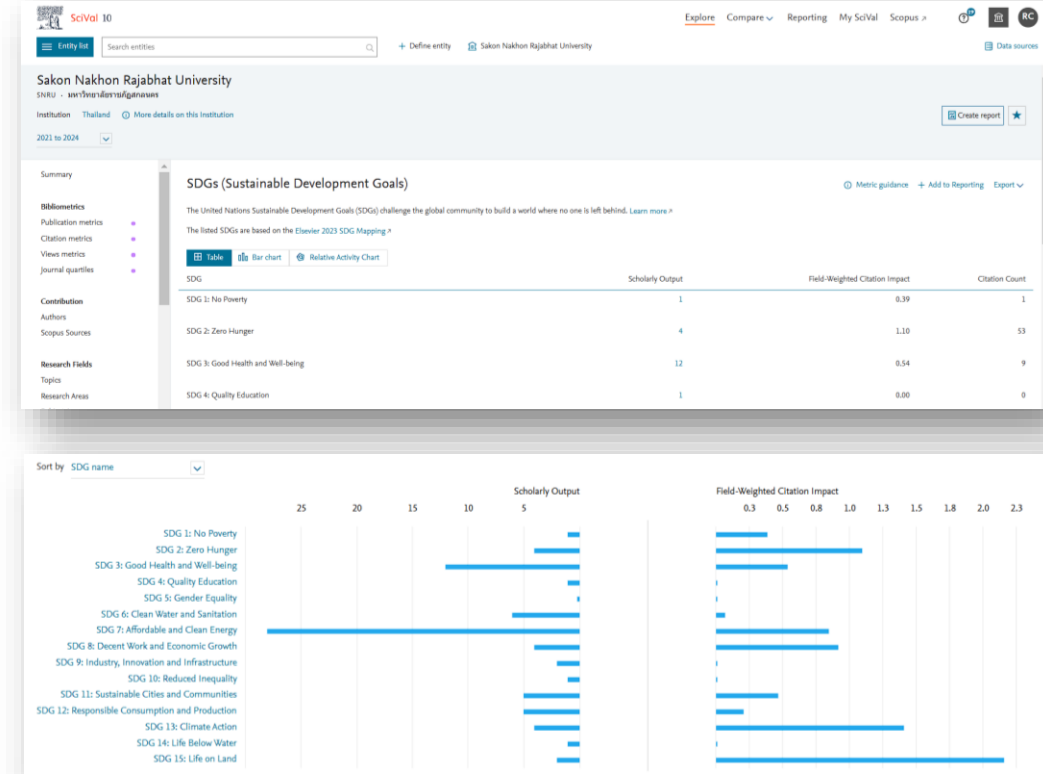 SciVal 10
Explore Compare Reporting My SciVal Scopus
RC
Entity list Search entities + Define entity Sakon Nakhon Rajabhat University Data sources
Sakon Nakhon Rajabhat University
SNRU - มหาวิทยาลัยราชภัฏสกลนคร
Institution Thailand More details on this Institution
Create report
2021 to 2024
Summary
SDGs (Sustainable Development Goals)
Metric guidance + Add to Reporting Export
Bibliometrics
The United Nations Sustainable Development Goals (SDGs) challenge the global community to build a world where no one is left behind. Learn more
Publication metrics
Citation metrics
The listed SDGs are based on the Elsevier 2023 SDG Mapping
Views metrics
Journal quartiles
Table Bar chart Relative Activity Chart
SDG Scholarly Output Field-Weighted Citation Impact Citation Count
Contribution
SDG 1: No Poverty 1 0.39 1
Authors
Scopus Sources
SDG 2: Zero Hunger 4 1.10 53
Research Fields
SDG 3: Good Health and Well-being 12 0.54 9
Topics
Research Areas
SDG 4: Quality Education 1 0.00 0
Sort by SDG name
Scholarly Output Field-Weighted Citation Impact
25 20 15 10 5 0.3 0.5 0.8 1.0 1.3 1.5 1.8 2.0 2.3
SDG 1: No Poverty
SDG 2: Zero Hunger
SDG 3: Good Health and Well-being
SDG 4: Quality Education
SDG 5: Gender Equality
SDG 6: Clean Water and Sanitation
SDG 7: Affordable and Clean Energy
SDG 8: Decent Work and Economic Growth
SDG 9: Industry, Innovation and Infrastructure
SDG 10: Reduced Inequality
SDG 11: Sustainable Cities and Communities
SDG 12: Responsible Consumption and Production
SDG 13: Climate Action
SDG 14: Life Below Water
SDG 15: Life on Land